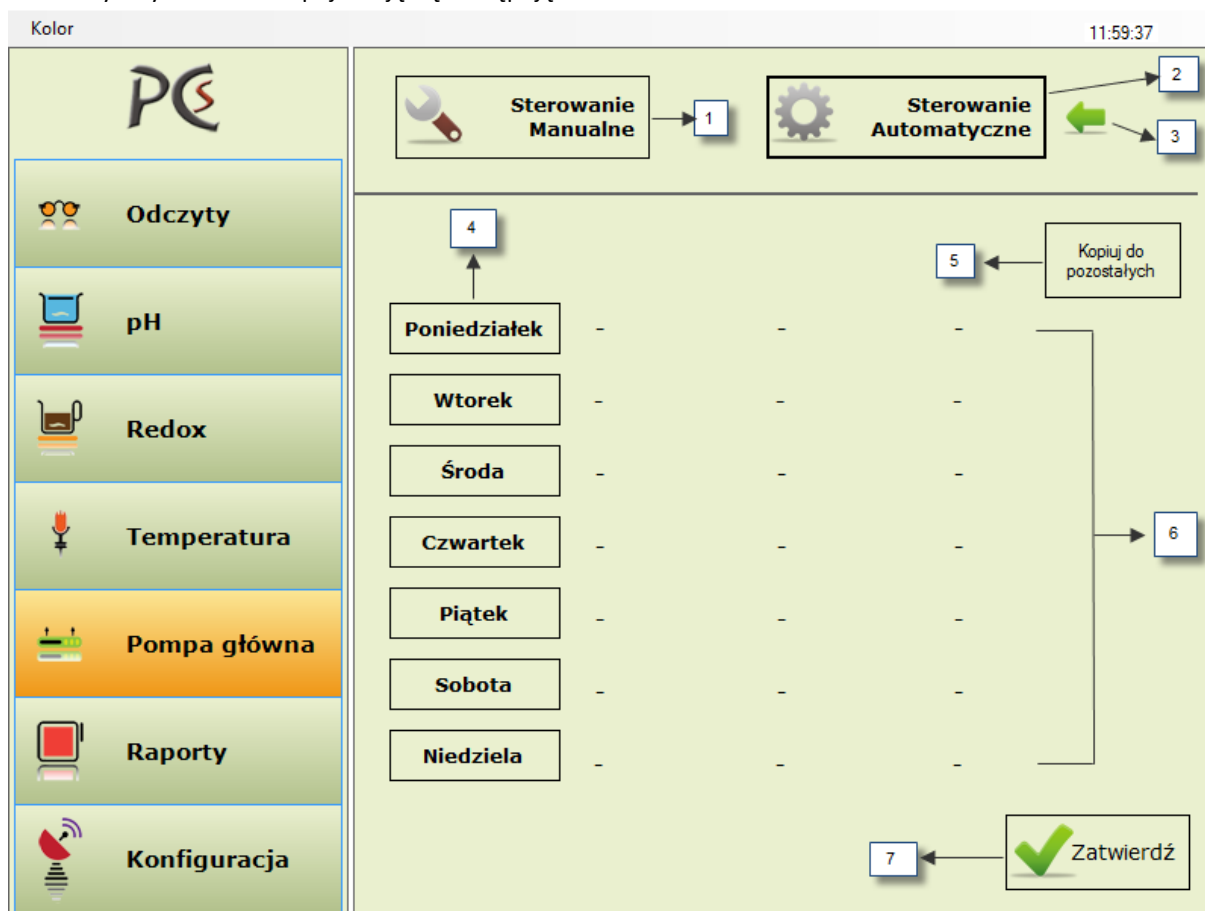 Kolor
11:59:37
PCs
Sterowanie
Manualne
1
Sterowanie
Automatyczne
2
3
Odczyty
pH
Redox
Temperatura
Pompa główna
Raporty
Konfiguracja
4
5
Kopiuj do
pozostałych
Poniedziałek - - -
Wtorek - - -
Środa - - -
Czwartek - - -
Piątek - - -
Sobota - - -
Niedziela - - -
6
7
Zatwierdź